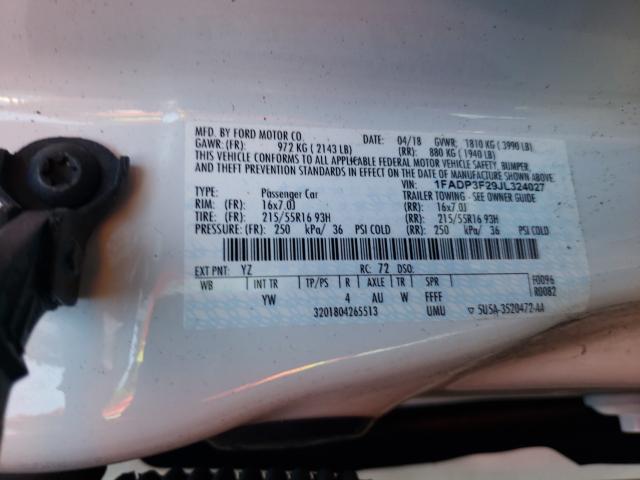 MFD. BY FORD MOTOR CO. DATE: 04/18 GVWR: 1810 KG ( 3990 LB)
GAWR: (FR): 972 KG ( 2143 LB) (RR): 880 KG ( 1940 LB)
THIS VEHICLE CONFORMS TO ALL APPLICABLE FEDERAL MOTOR VEHICLE SAFETY, BUMPER,
AND THEFT PREVENTION STANDARDS IN EFFECT ON THE DATE OF MANUFACTURE SHOWN ABOVE.
VIN: 1FADP3F29JL324027
TYPE: Passenger Car TRAILER TOWING - SEE OWNER GUIDE
RIM: (FR): 16x7.0J (RR): 16x7.0J
TIRE: (FR): 215/55R16 93H (RR): 215/55R16 93H
PRESSURE: (FR): 250 kPa/ 36 PSI COLD (RR): 250 kPa/ 36 PSI COLD
EXT PNT: YZ RC: 72 DSO:
WB INT TR TP/PS R AXLE TR SPR F0096
YW 4 AU W FFFF R0082
3201804265513 UMU ▽ SU5A-3520472-AA